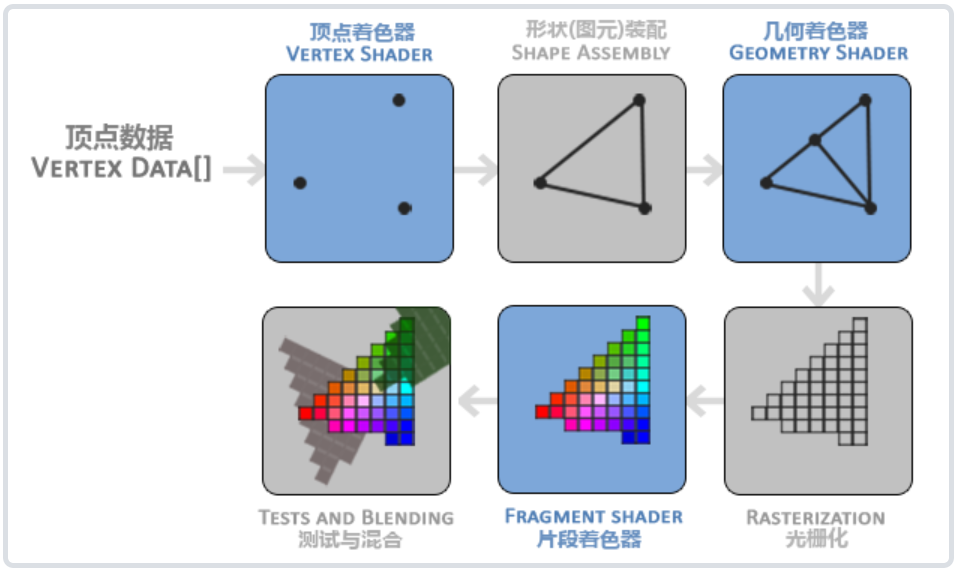 顶点着色器
VERTEX SHADER
形状(图元)装配
SHAPE ASSEMBLY
几何着色器
GEOMETRY SHADER
顶点数据
VERTEX DATA[]
TESTS AND BLENDING
测试与混合
FRAGMENT SHADER
片段着色器
RASTERIZATION
光栅化